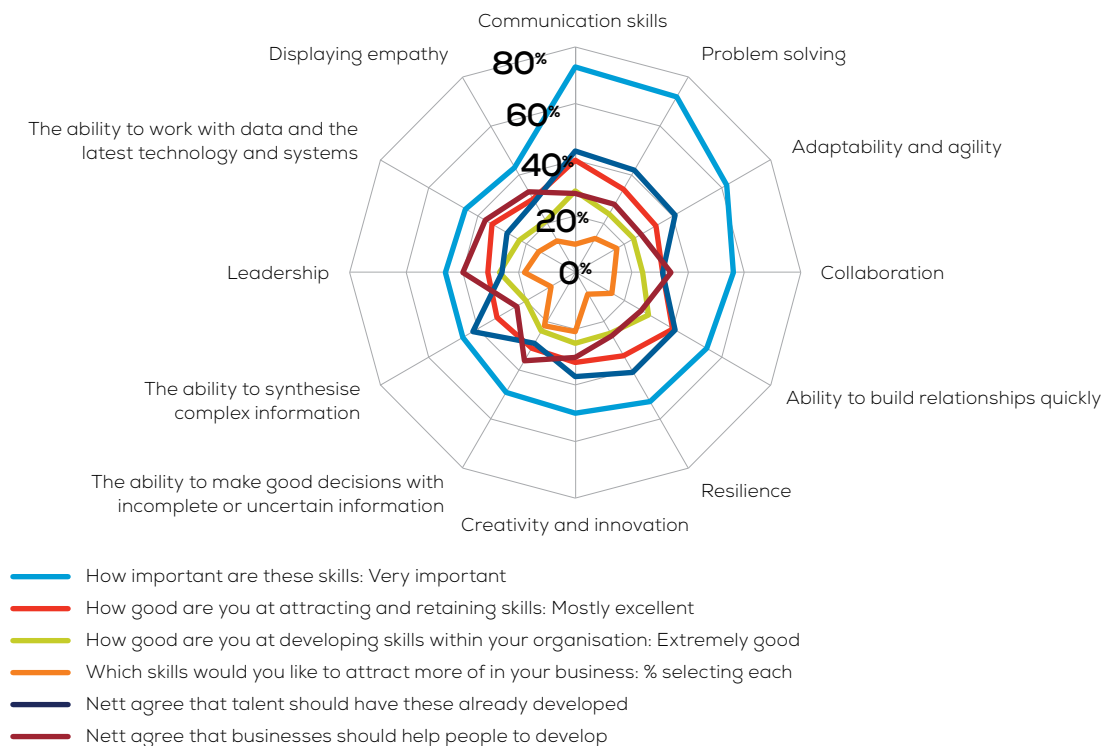 Communication skills
Displaying empathy
Problem solving
80%
The ability to work with data and the
latest technology and systems
60%
Adaptability and agility
40%
20%
Leadership
0%
Collaboration
The ability to synthesise
complex information
Ability to build relationships quickly
The ability to make good decisions with
incomplete or uncertain information
Resilience
Creativity and innovation
How important are these skills: Very important
How good are you at attracting and retaining skills: Mostly excellent
How good are you at developing skills within your organisation: Extremely good
Which skills would you like to attract more of in your business: % selecting each
Nett agree that talent should have these already developed
Nett agree that businesses should help people to develop